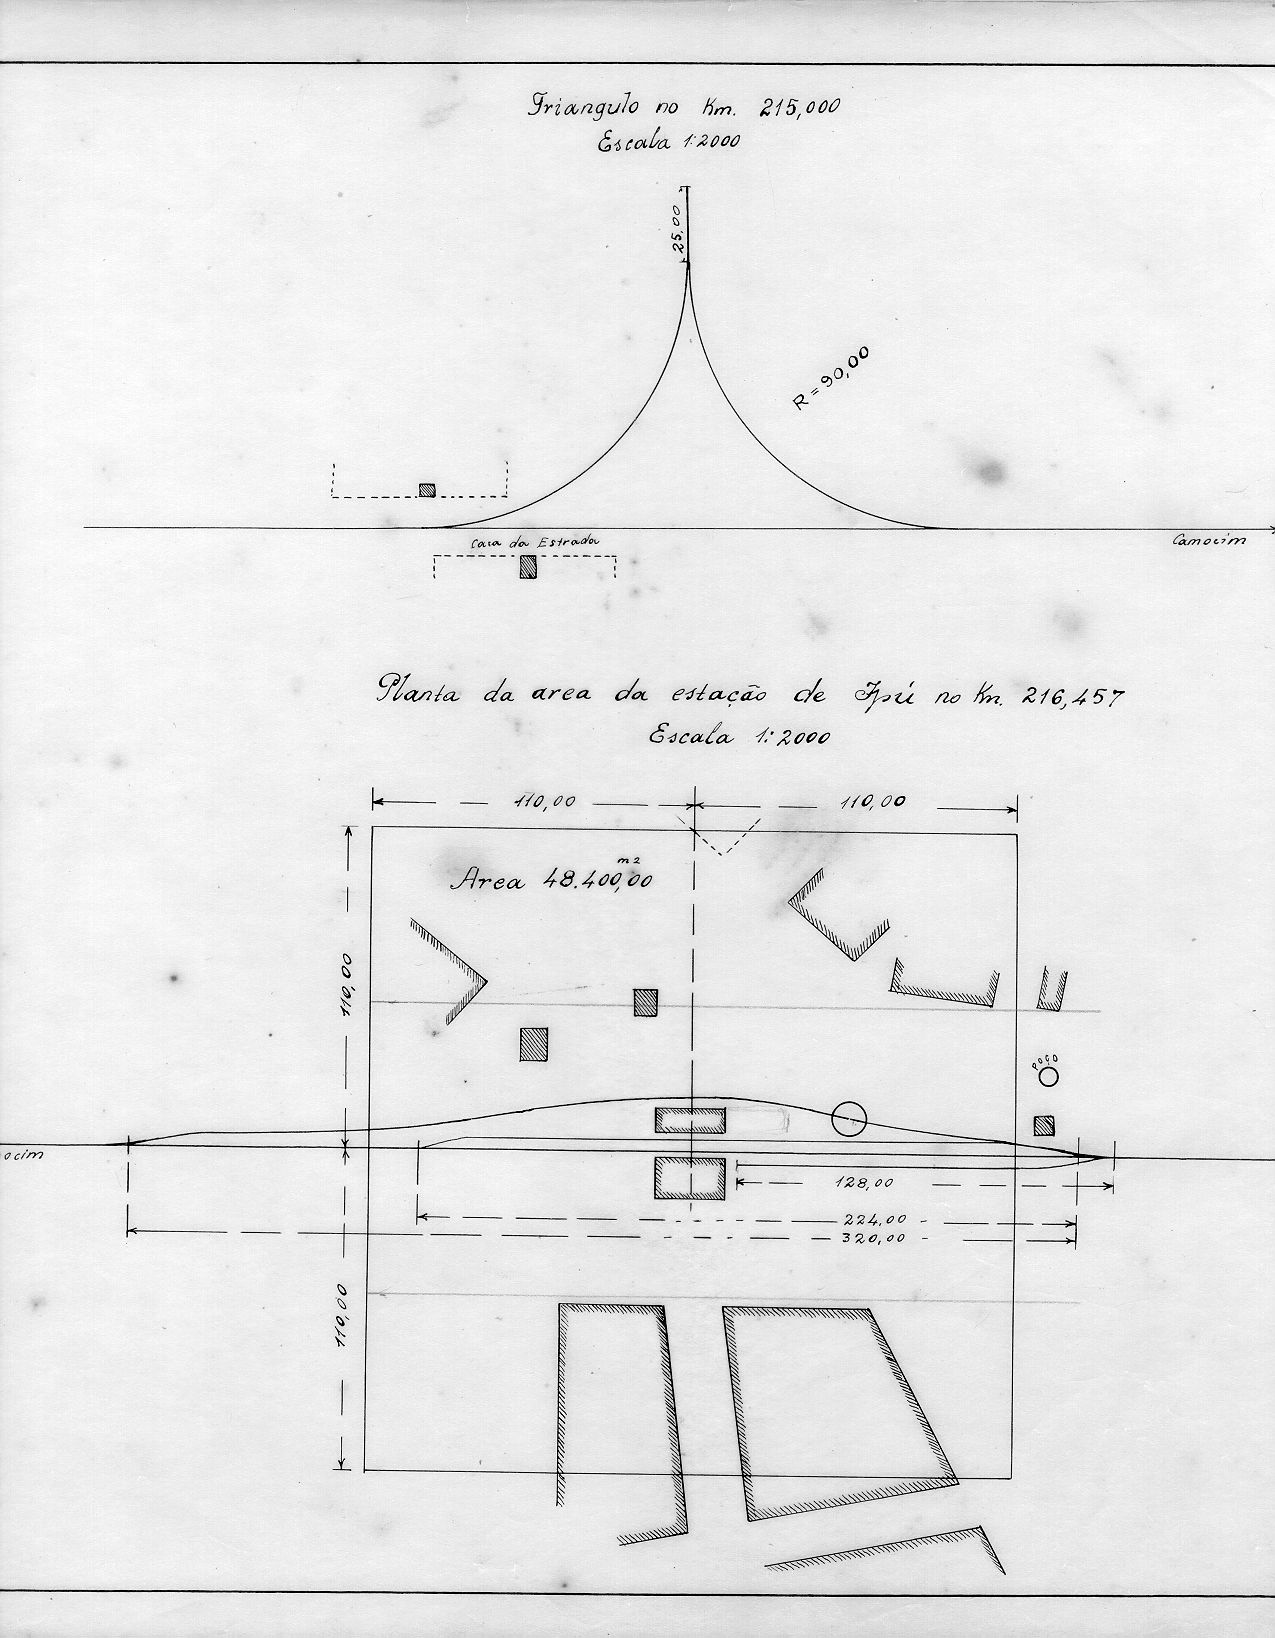 Triangulo no Km. 215,000
Escala 1:2000
25,00
R=90,00
Casa da Estrada
Camocim
Planta da area da estação de Ipú no Km. 216,457
Escala 1:2000
110,00
110,00
m2
Area 48.400,00
110,00
Poço
ocim
128,00
224,00
320,00
110,00